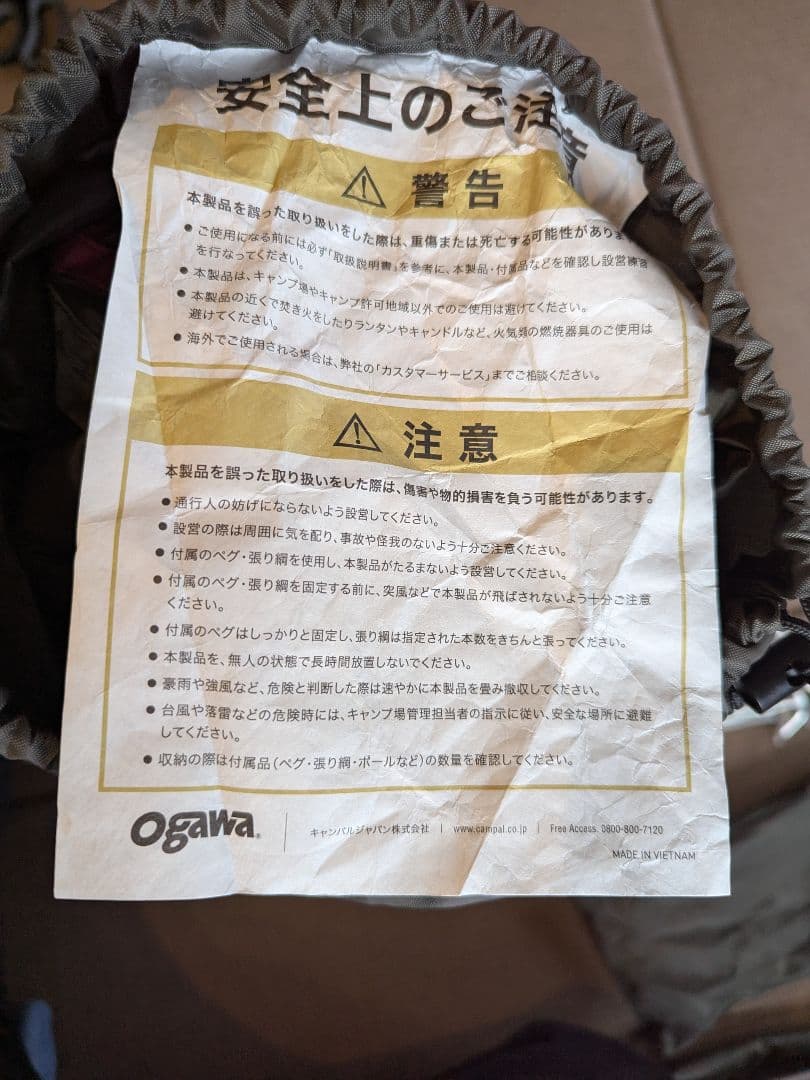 安全上のご注意
警告
本製品を誤った取り扱いをした際は、重傷または死亡する可能性がありま
● ご使用になる前には必ず「取扱説明書」を参考に、本製品・付属品などを確認し設営練習
を行なってください。
● 本製品は、キャンプ場やキャンプ許可地域以外でのご使用は避けてください。
● 本製品の近くで焚き火をしたりランタンやキャンドルなど、火気類の燃焼器具のご使用は
避けてください。
● 海外でご使用される場合は、弊社の「カスタマーサービス」までご相談ください。
注意
本製品を誤った取り扱いをした際は、傷害や物的損害を負う可能性があります。
● 通行人の妨げにならないよう設営してください。
● 設営の際は周囲に気を配り、事故や怪我のないよう十分ご注意ください。
● 付属のペグ・張り綱を使用し、本製品がたるまないよう設営してください。
● 付属のペグ・張り綱を固定する前に、突風などで本製品が飛ばされないよう十分ご注意
ください。
● 付属のペグはしっかりと固定し、張り綱は指定された本数をきちんと張ってください。
● 本製品を、無人の状態で長時間放置しないでください。
● 豪雨や強風など、危険と判断した際は速やかに本製品を畳み撤収してください。
● 台風や落雷などの危険時には、キャンプ場管理担当者の指示に従い、安全な場所に避難
してください。
● 収納の際は付属品（ペグ・張り綱・ポールなど）の数量を確認してください。
ogawa® | キャンパルジャパン株式会社 | www.campal.co.jp | Free Access. 0800-800-7120
MADE IN VIETNAM